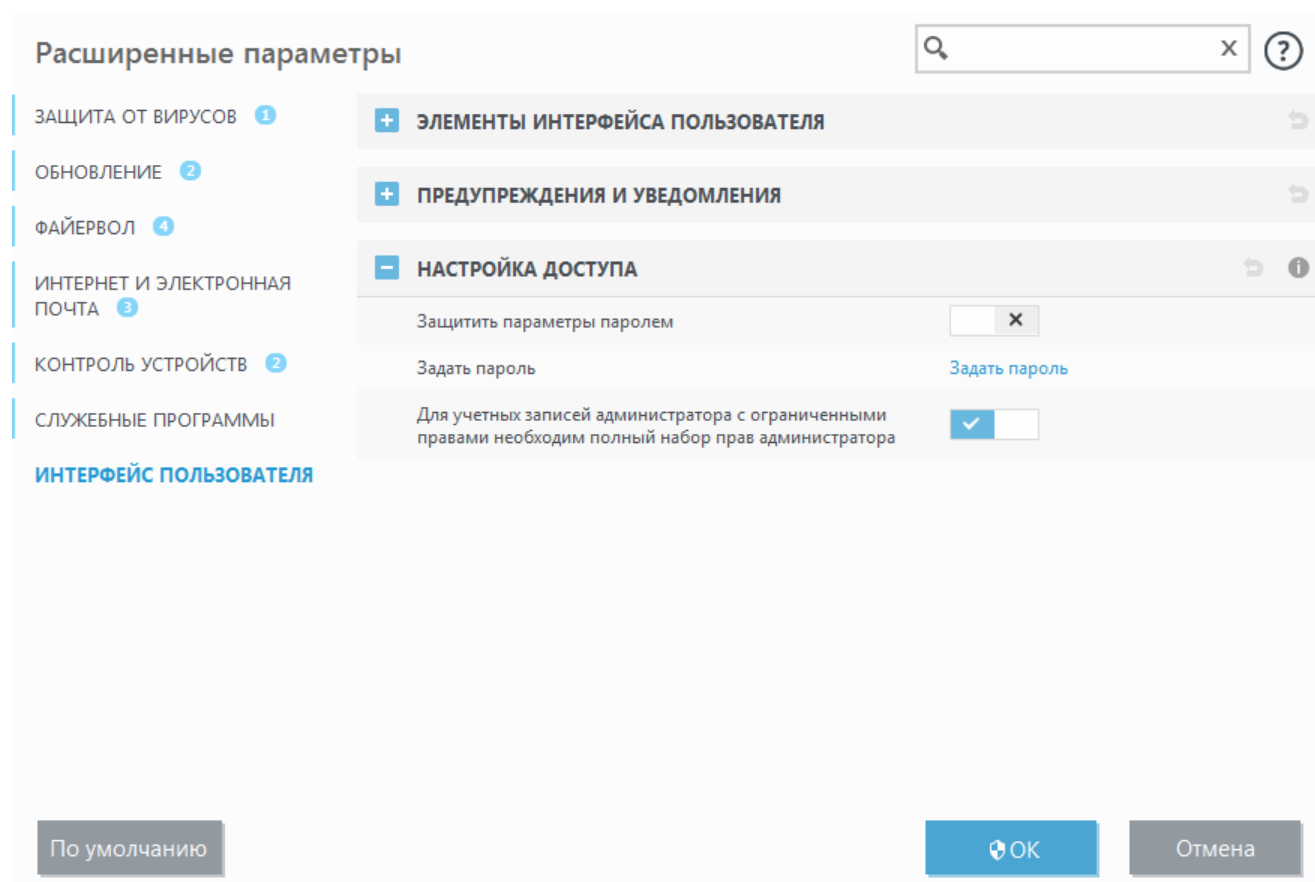 Расширенные параметры
ЗАЩИТА ОТ ВИРУСОВ 1
ОБНОВЛЕНИЕ 2
ФАЙЕРВОЛ 4
ИНТЕРНЕТ И ЭЛЕКТРОННАЯ
ПОЧТА 3
КОНТРОЛЬ УСТРОЙСТВ 2
СЛУЖЕБНЫЕ ПРОГРАММЫ
ИНТЕРФЕЙС ПОЛЬЗОВАТЕЛЯ
ЭЛЕМЕНТЫ ИНТЕРФЕЙСА ПОЛЬЗОВАТЕЛЯ
ПРЕДУПРЕЖДЕНИЯ И УВЕДОМЛЕНИЯ
НАСТРОЙКА ДОСТУПА
Защитить параметры паролем
Задать пароль
Задать пароль
Для учетных записей администратора с ограниченными
правами необходим полный набор прав администратора
По умолчанию
OK
Отмена